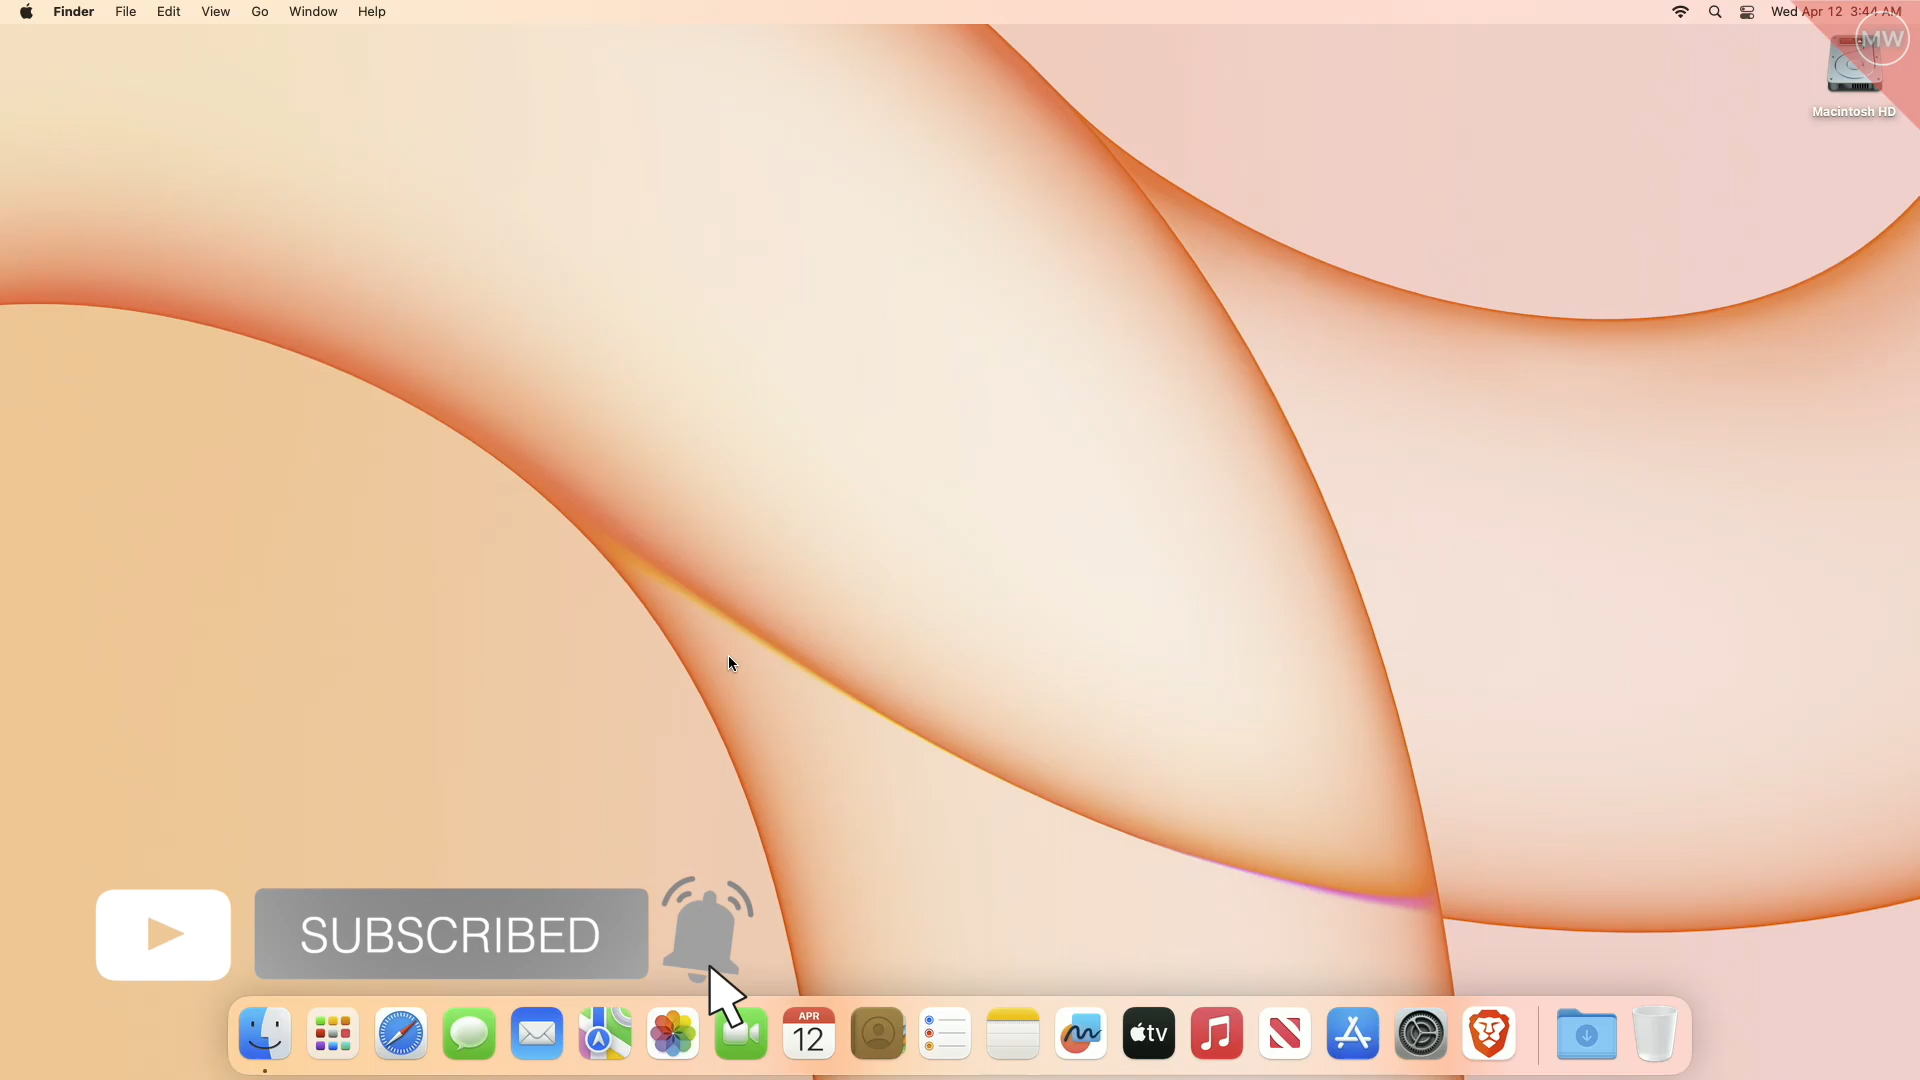 Finder File Edit View Go Window Help Wed Apr 12 3:44 AM
MW
Macintosh HD
SUBSCRIBED
APR
12
tv